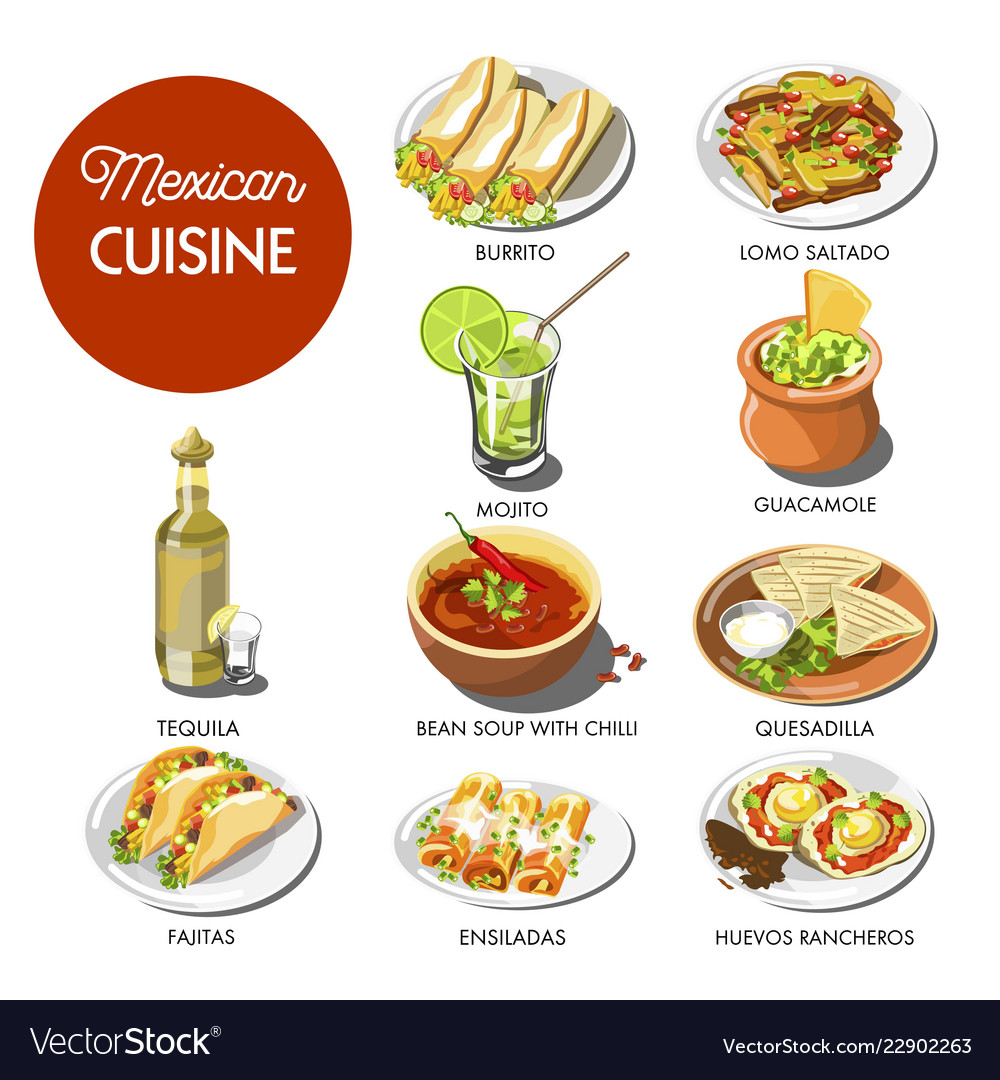 Mexican
CUISINE
BURRITO
LOMO SALTADO
MOJITO
GUACAMOLE
TEQUILA
BEAN SOUP WITH CHILLI
QUESADILLA
FAJITAS
ENSILADAS
HUEVOS RANCHEROS
VectorStock®
VectorStock.com/22902263